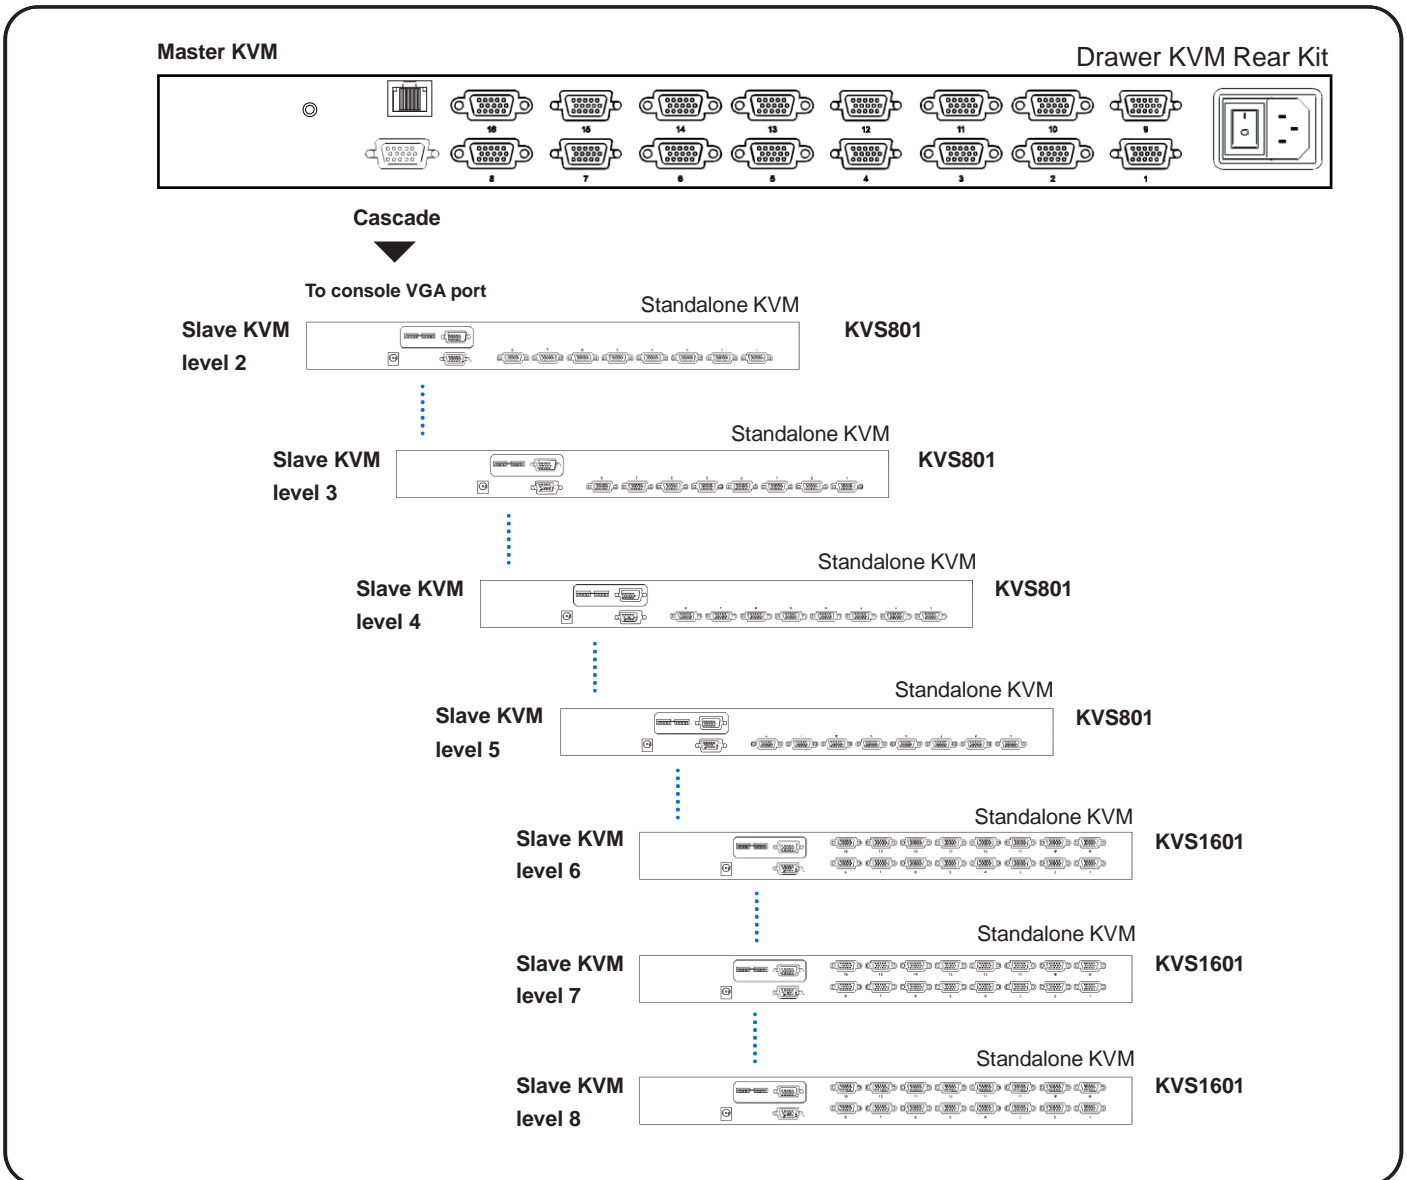 Master KVM
Drawer KVM Rear Kit
16 15 14 13 12 11 10 9
8 7 6 5 4 3 2 1
Cascade
To console VGA port
Standalone KVM
Slave KVM
level 2
KVS801
Standalone KVM
Slave KVM
level 3
KVS801
Standalone KVM
Slave KVM
level 4
KVS801
Standalone KVM
Slave KVM
level 5
KVS801
Standalone KVM
Slave KVM
level 6
KVS1601
Standalone KVM
Slave KVM
level 7
KVS1601
Standalone KVM
Slave KVM
level 8
KVS1601